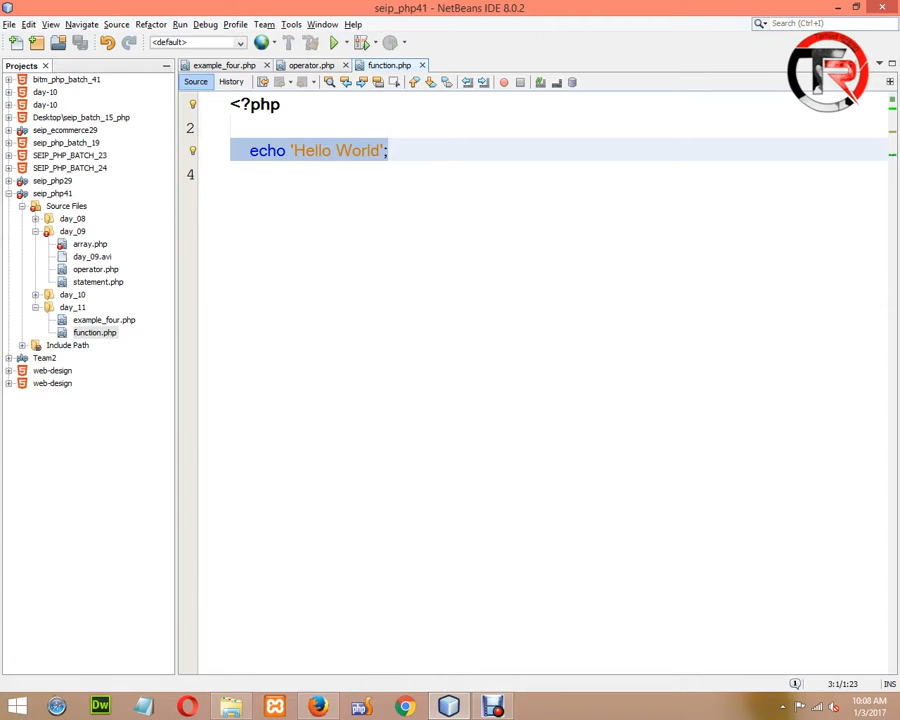 seip_php41 - NetBeans IDE 8.0.2
File Edit View Navigate Source Refactor Run Debug Profile Team Tools Window Help
Search (Ctrl+I)
<default>
Projects
example_four.php operator.php function.php
Source History
bitm_php_batch_41
day-10
day-10
Desktop\seip_batch_15_php
seip_ecommerce29
seip_php_batch_19
SEIP_PHP_BATCH_23
SEIP_PHP_BATCH_24
seip_php29
seip_php41
Source Files
day_08
day_09
array.php
day_09.avi
operator.php
statement.php
day_10
day_11
example_four.php
function.php
Include Path
Team2
web-design
web-design
<?php
2
echo 'Hello World';
4
TR
3:1/1:23 INS
Dw
10:08 AM
1/3/2017